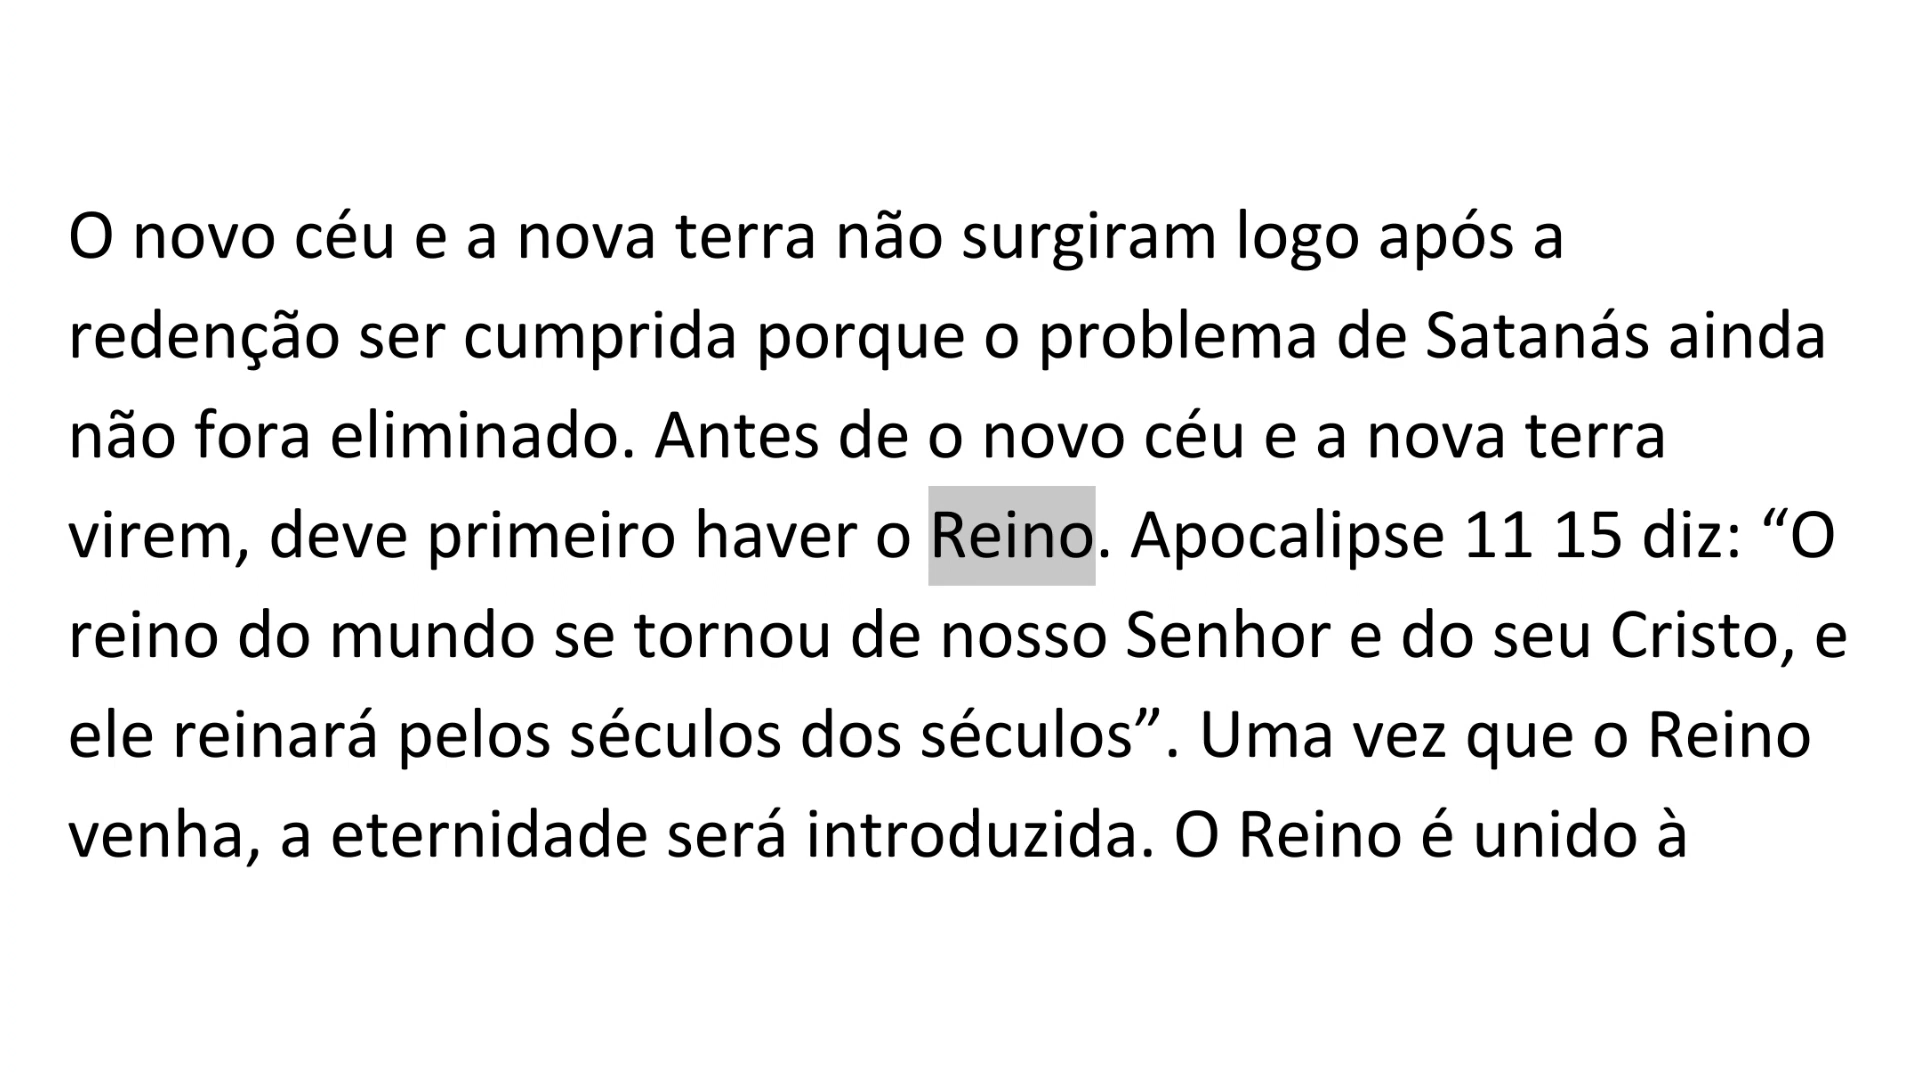 O novo céu e a nova terra não surgiram logo após a
redenção ser cumprida porque o problema de Satanás ainda
não fora eliminado. Antes de o novo céu e a nova terra
virem, deve primeiro haver o Reino. Apocalipse 11 15 diz: “O
reino do mundo se tornou de nosso Senhor e do seu Cristo, e
ele reinará pelos séculos dos séculos”. Uma vez que o Reino
venha, a eternidade será introduzida. O Reino é unido à